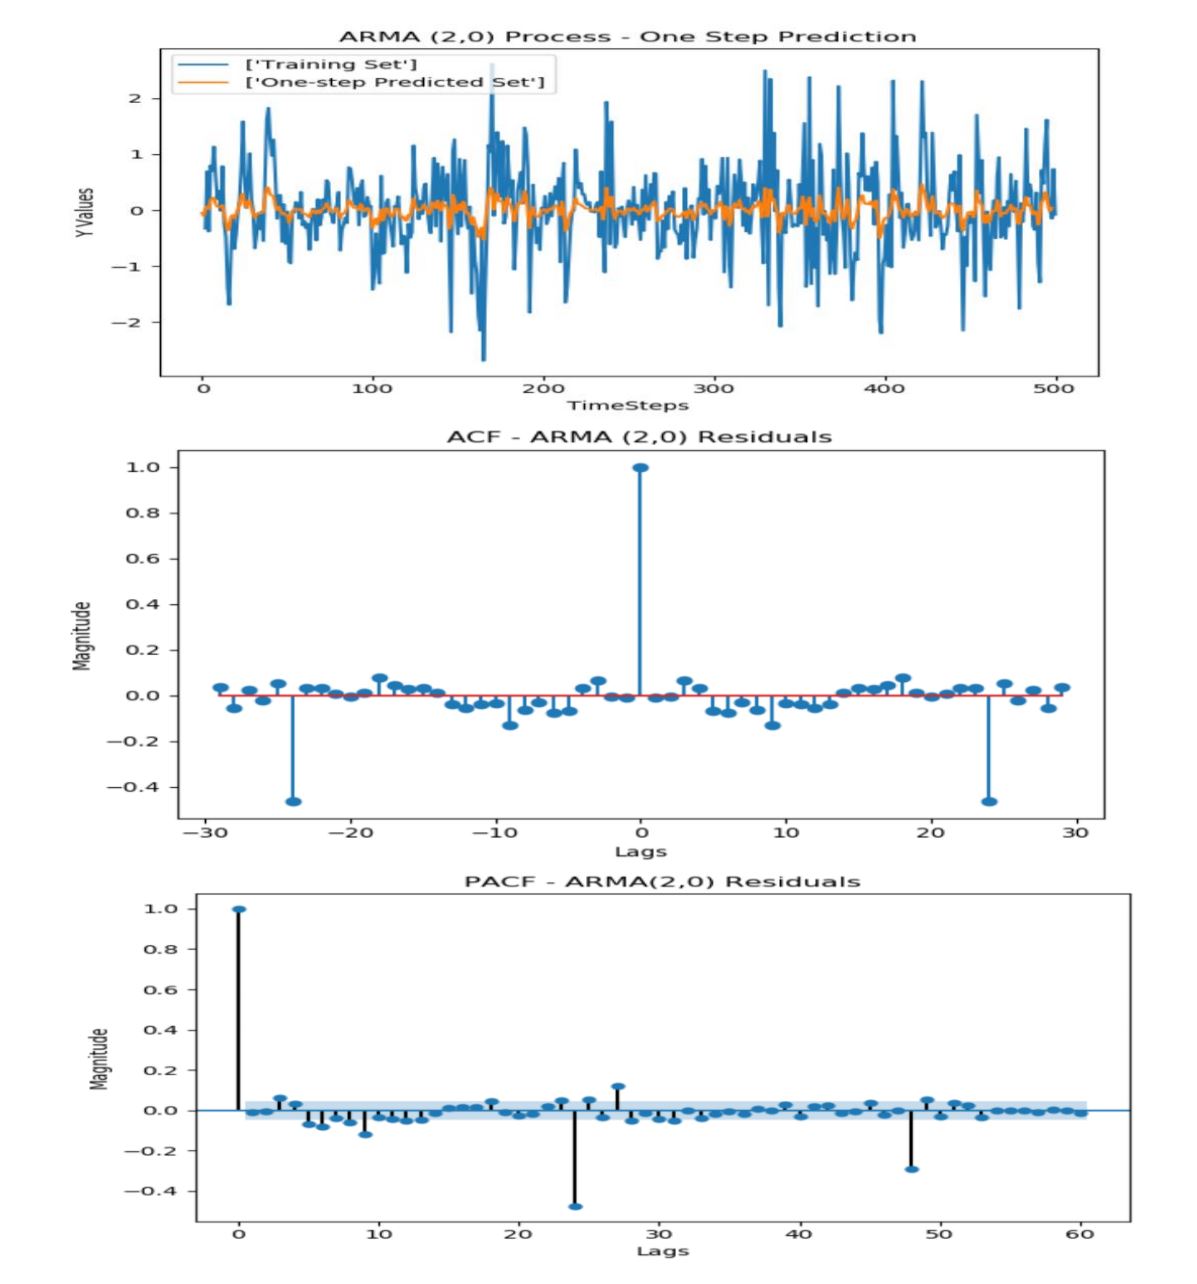 ARMA (2,0) Process - One Step Prediction
['Training Set']
['One-step Predicted Set']
Y Values
2
1
0
−1
−2
0 100 200 300 400 500
TimeSteps
ACF - ARMA (2,0) Residuals
Magnitude
1.0
0.8
0.6
0.4
0.2
0.0
−0.2
−0.4
−30 −20 −10 0 10 20 30
Lags
PACF - ARMA(2,0) Residuals
Magnitude
1.0
0.8
0.6
0.4
0.2
0.0
−0.2
−0.4
0 10 20 30 40 50 60
Lags